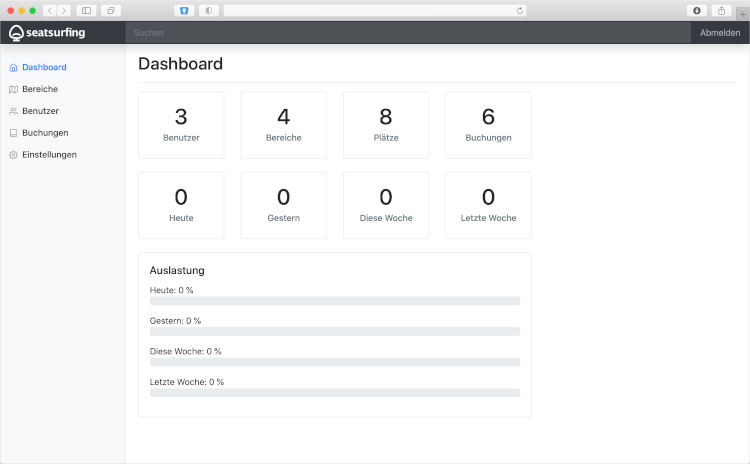 seatsurfing
Suchen
Abmelden
Dashboard
Bereiche
Benutzer
Buchungen
Einstellungen
Dashboard
3
Benutzer
4
Bereiche
8
Plätze
6
Buchungen
0
Heute
0
Gestern
0
Diese Woche
0
Letzte Woche
Auslastung
Heute: 0 %
Gestern: 0 %
Diese Woche: 0 %
Letzte Woche: 0 %